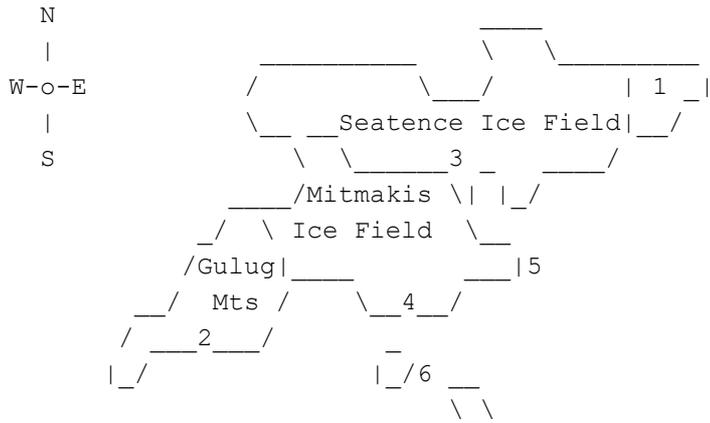 N
W-o-E
1
Seatence Ice Field
S
3
Mitmakis
Ice Field
Gulug
5
Mts
4
2
6